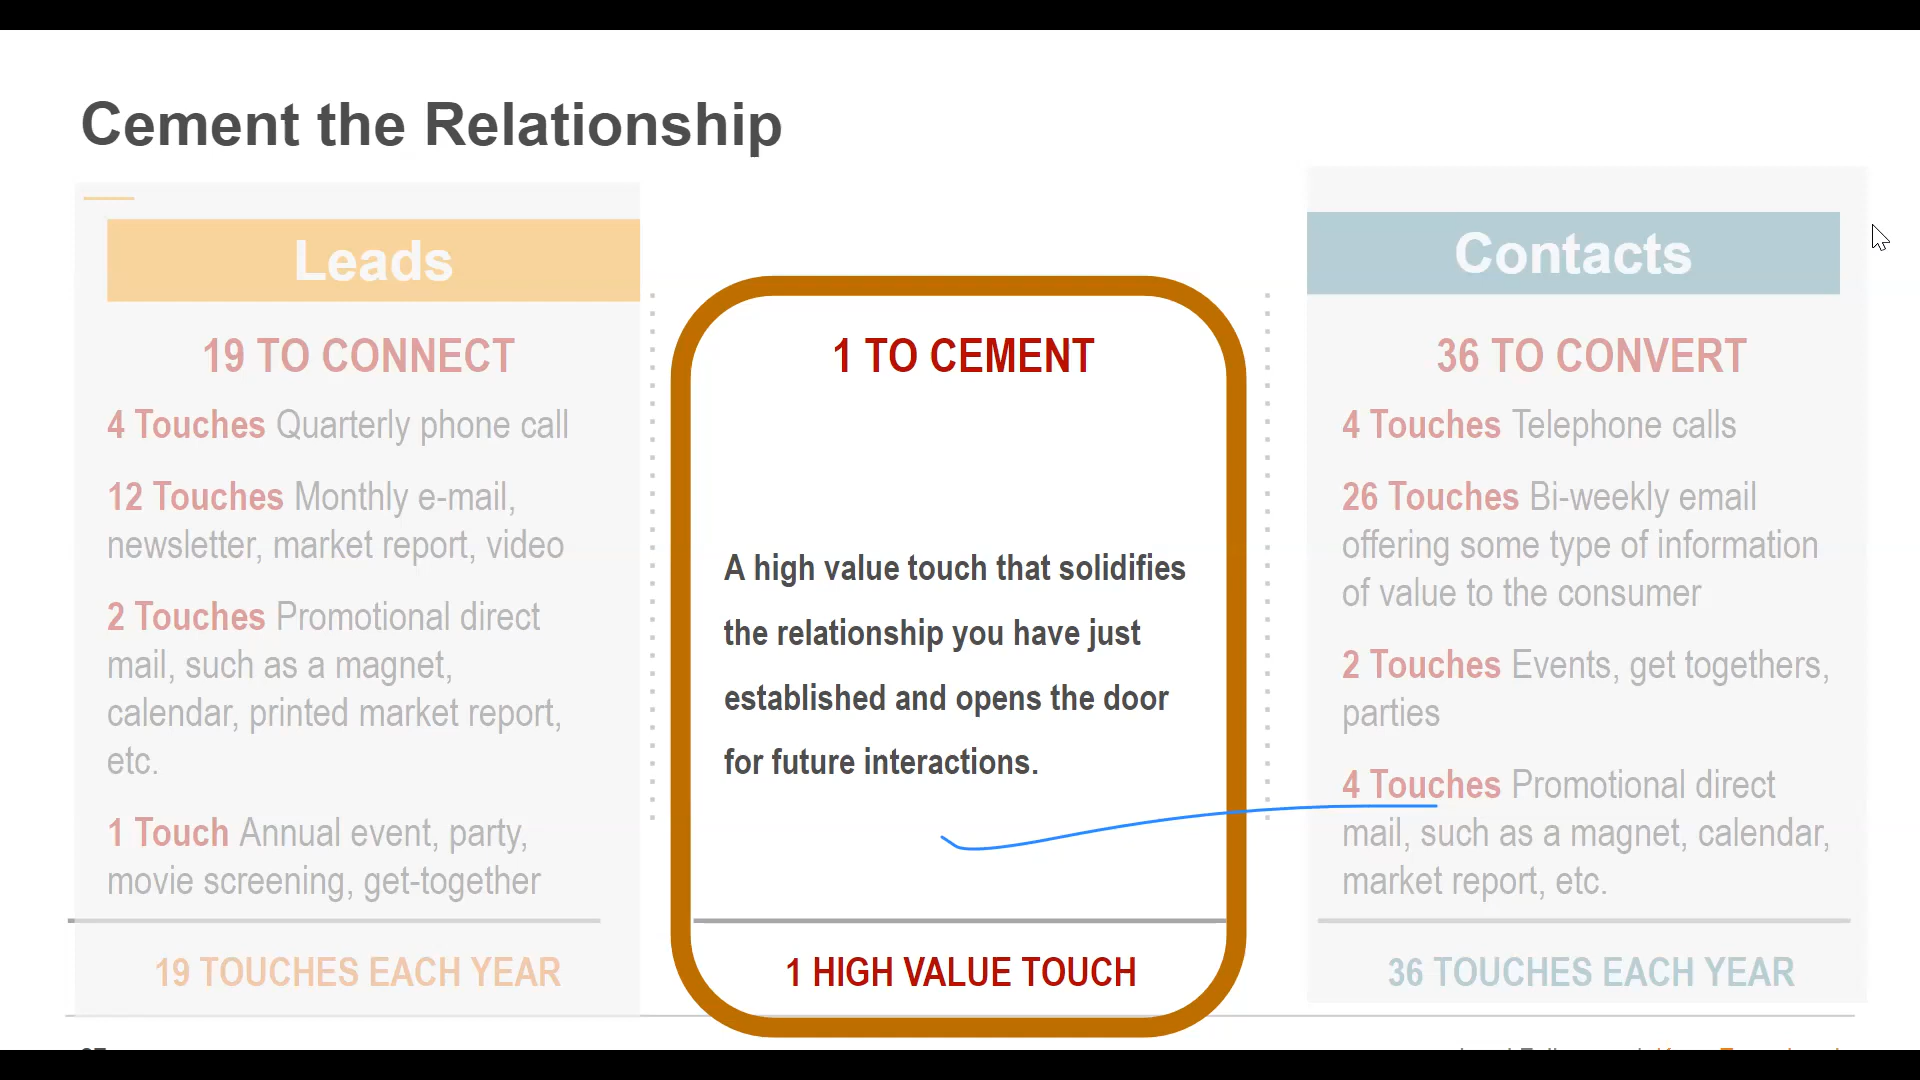 Cement the Relationship
Leads
19 TO CONNECT
4 Touches Quarterly phone call
12 Touches Monthly e-mail,
newsletter, market report, video
2 Touches Promotional direct
mail, such as a magnet,
calendar, printed market report,
etc.
1 Touch Annual event, party,
movie screening, get-together
19 TOUCHES EACH YEAR
1 TO CEMENT
A high value touch that solidifies
the relationship you have just
established and opens the door
for future interactions.
1 HIGH VALUE TOUCH
Contacts
36 TO CONVERT
4 Touches Telephone calls
26 Touches Bi-weekly email
offering some type of information
of value to the consumer
2 Touches Events, get togethers,
parties
4 Touches Promotional direct
mail, such as a magnet, calendar,
market report, etc.
36 TOUCHES EACH YEAR